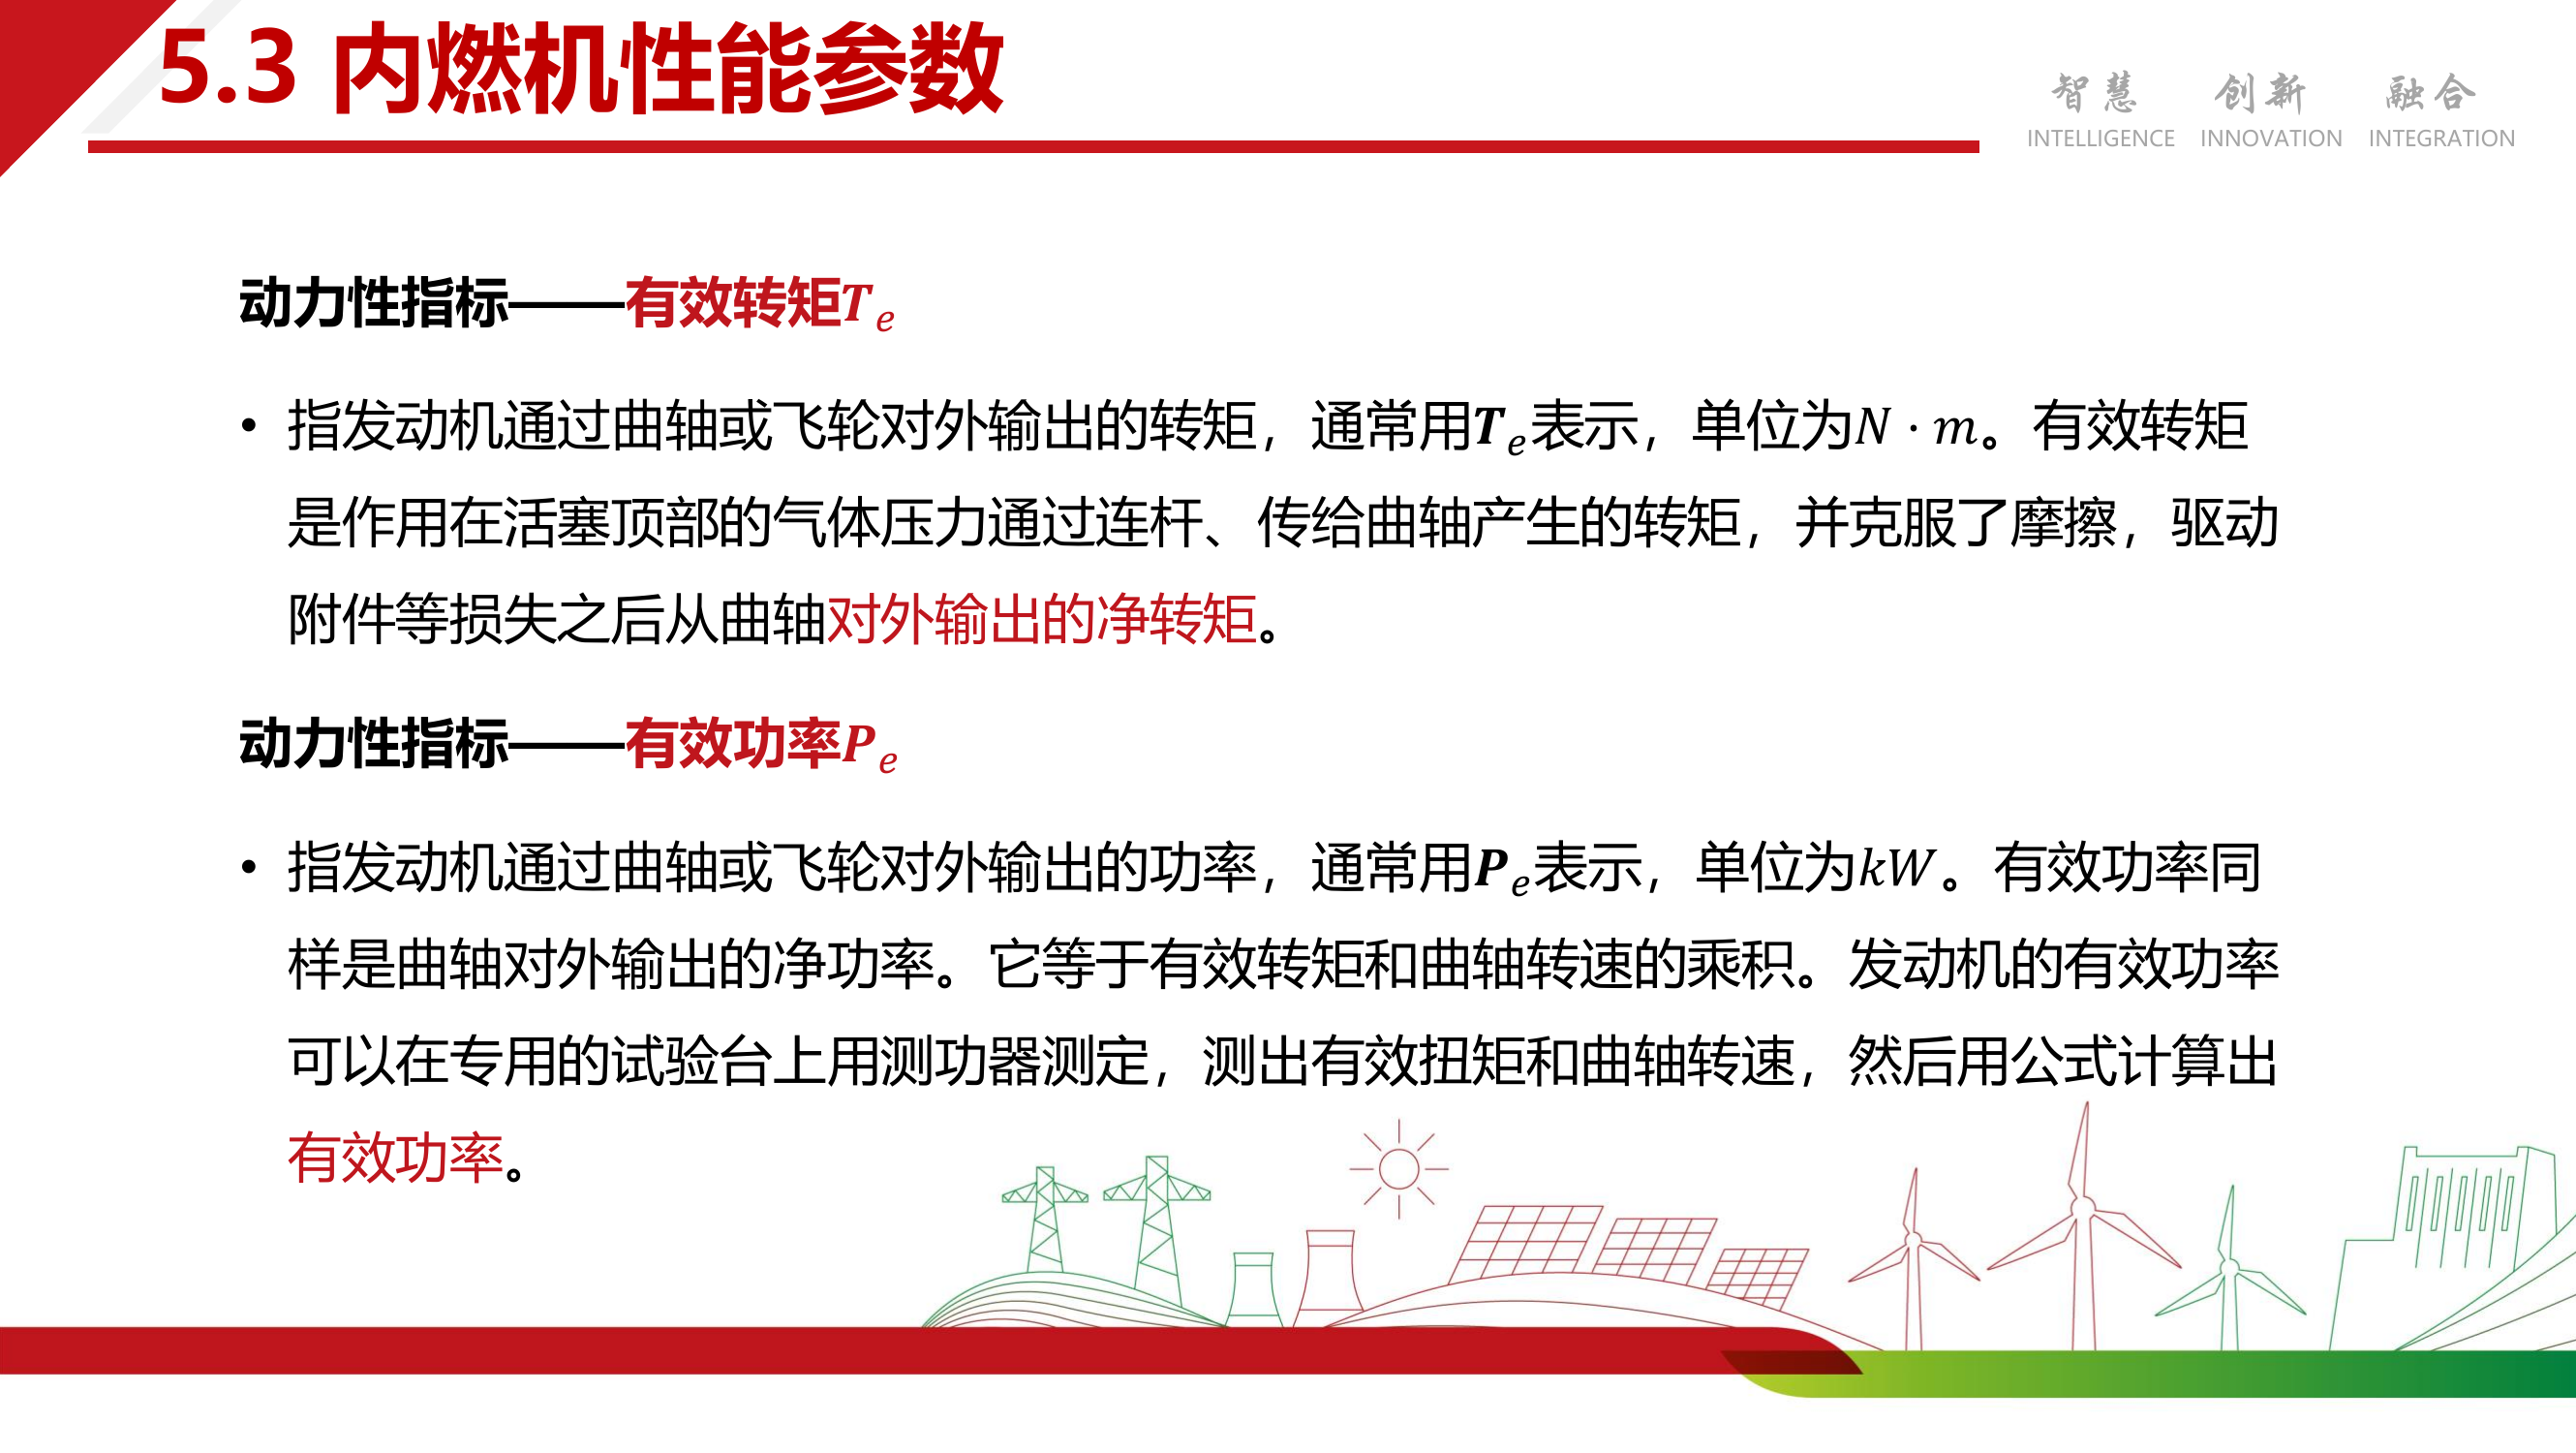 5.3 内燃机性能参数
智慧 创新 融合
INTELLIGENCE INNOVATION INTEGRATION
动力性指标——有效转矩Te
• 指发动机通过曲轴或飞轮对外输出的转矩，通常用Te表示，单位为N · m。有效转矩
是作用在活塞顶部的气体压力通过连杆、传给曲轴产生的转矩，并克服了摩擦，驱动
附件等损失之后从曲轴对外输出的净转矩。
动力性指标——有效功率Pe
• 指发动机通过曲轴或飞轮对外输出的功率，通常用Pe表示，单位为kW。有效功率同
样是曲轴对外输出的净功率。它等于有效转矩和曲轴转速的乘积。发动机的有效功率
可以在专用的试验台上用测功器测定，测出有效扭矩和曲轴转速，然后用公式计算出
有效功率。